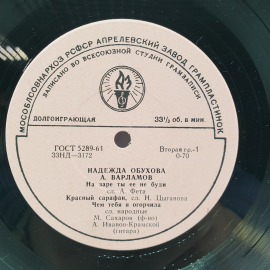 МОСОБЛСОВНАРХОЗ РСФСР АПРЕЛЕВСКИЙ ЗАВОД ГРАМПЛАСТИНОК
ЗАПИСАНО ВО ВСЕСОЮЗНОЙ СТУДИИ ГРАМЗАПИСИ
ДОЛГОИГРАЮЩАЯ
33⅓ об. в мин.
ГОСТ 5289-61
33НД—3172
Вторая гр.-1
0-70
НАДЕЖДА ОБУХОВА
А. ВАРЛАМОВ
На заре ты ее не буди
сл. А. Фета
Красный сарафан, сл. Н. Цыганова
Чем тебя я огорчила
сл. народные
М. Сахаров (ф-но)
А. Иванов-Крамской
(гитара)